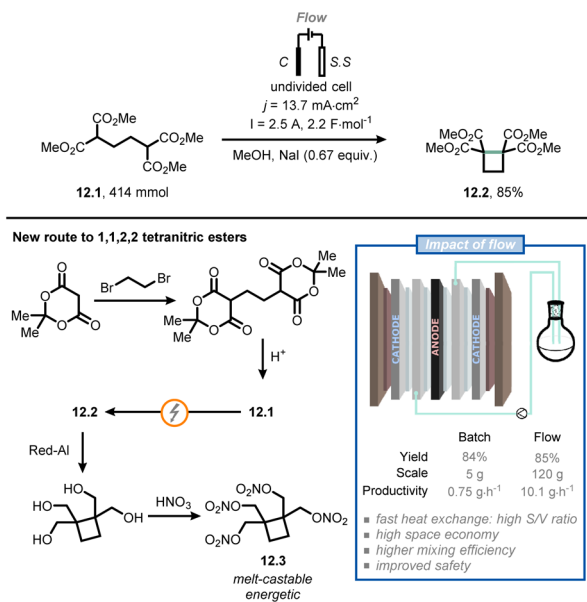 Flow
C
S.S
undivided cell
j = 13.7 mA·cm²
I = 2.5 A, 2.2 F·mol⁻¹
MeOH, NaI (0.67 equiv.)
CO₂Me
MeO₂C
CO₂Me
CO₂Me
12.1, 414 mmol
MeO₂C
CO₂Me
MeO₂C
CO₂Me
12.2, 85%
New route to 1,1,2,2 tetranitric esters
O
O
Me
O
Me
O
Br
Br
O
O
Me
O
Me
O
O
O
O
Me
Me
O
H⁺
12.2
12.1
Red-Al
HO
OH
HO
HO
HNO₃
NO₂O
ONO₂
NO₂O
NO₂O
12.3
melt-castable
energetic
Impact of flow
CATHODE
ANODE
CATHODE
Batch Flow
Yield 84% 85%
Scale 5 g 120 g
Productivity 0.75 g·h⁻¹ 10.1 g·h⁻¹
■ fast heat exchange: high S/V ratio
■ high space economy
■ higher mixing efficiency
■ improved safety